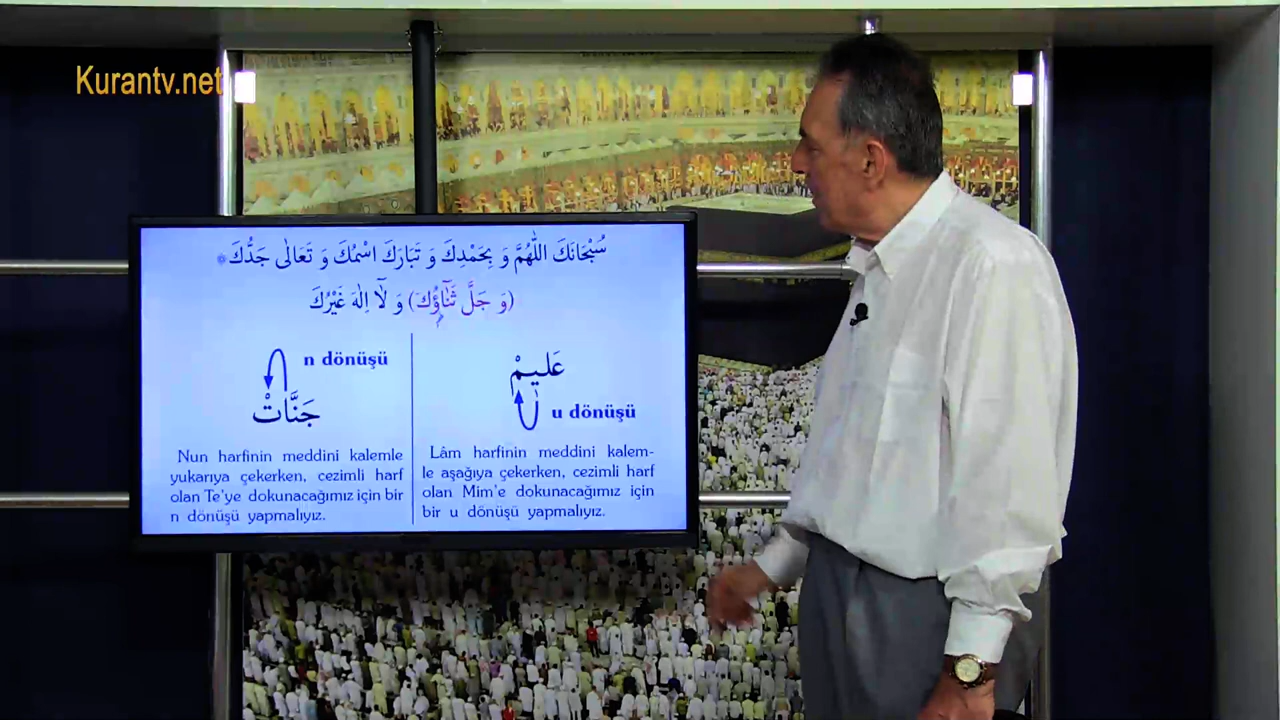 Kurantv.net
سُبْحَانَكَ اللّٰهُمَّ وَ بِحَمْدِكَ وَ تَبَارَكَ اسْمُكَ وَ تَعَالٰى جَدُّكَ
(وَ جَلَّ ثَنَٓاؤُكَ) وَ لَٓا اِلٰهَ غَيْرُكَ
n dönüşü
جَنَّاتْ
Nun harfinin meddini kalemle
yukarıya çekerken, cezimli harf
olan Te'ye dokunacağımız için bir
n dönüşü yapmalıyız.
عَلِيمْ
u dönüşü
Lâm harfinin meddini kalem-
le aşağıya çekerken, cezimli harf
olan Mim'e dokunacağımız için
bir u dönüşü yapmalıyız.